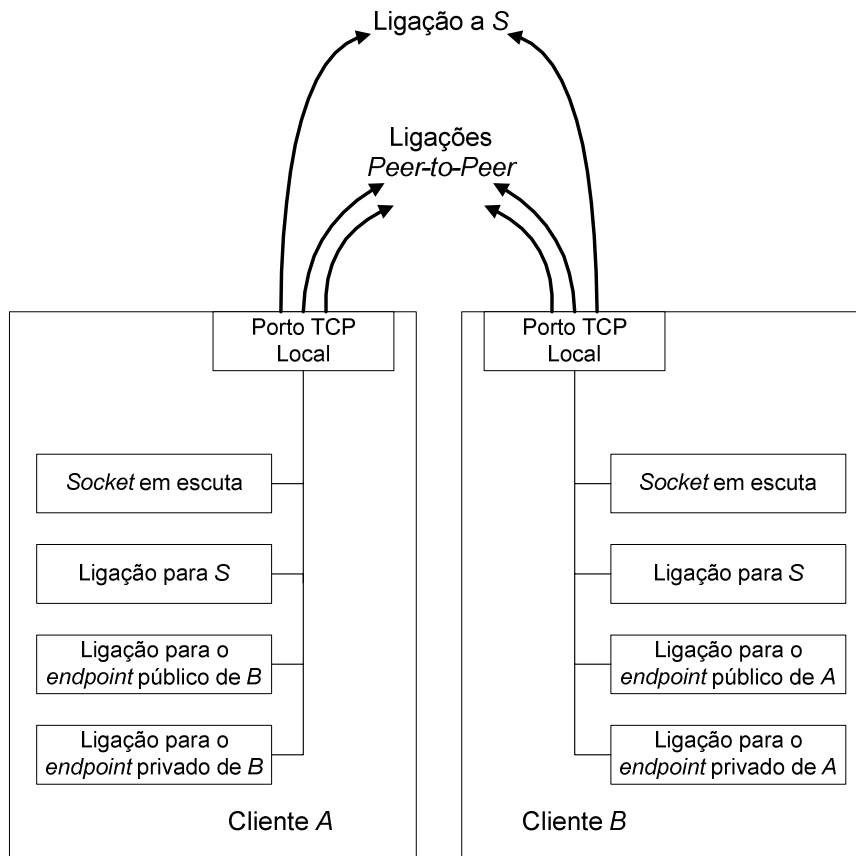 Ligação a S
Ligações
Peer-to-Peer
Porto TCP
Local
Socket em escuta
Ligação para S
Ligação para o
endpoint público de B
Ligação para o
endpoint privado de B
Cliente A
Porto TCP
Local
Socket em escuta
Ligação para S
Ligação para o
endpoint público de A
Ligação para o
endpoint privado de A
Cliente B